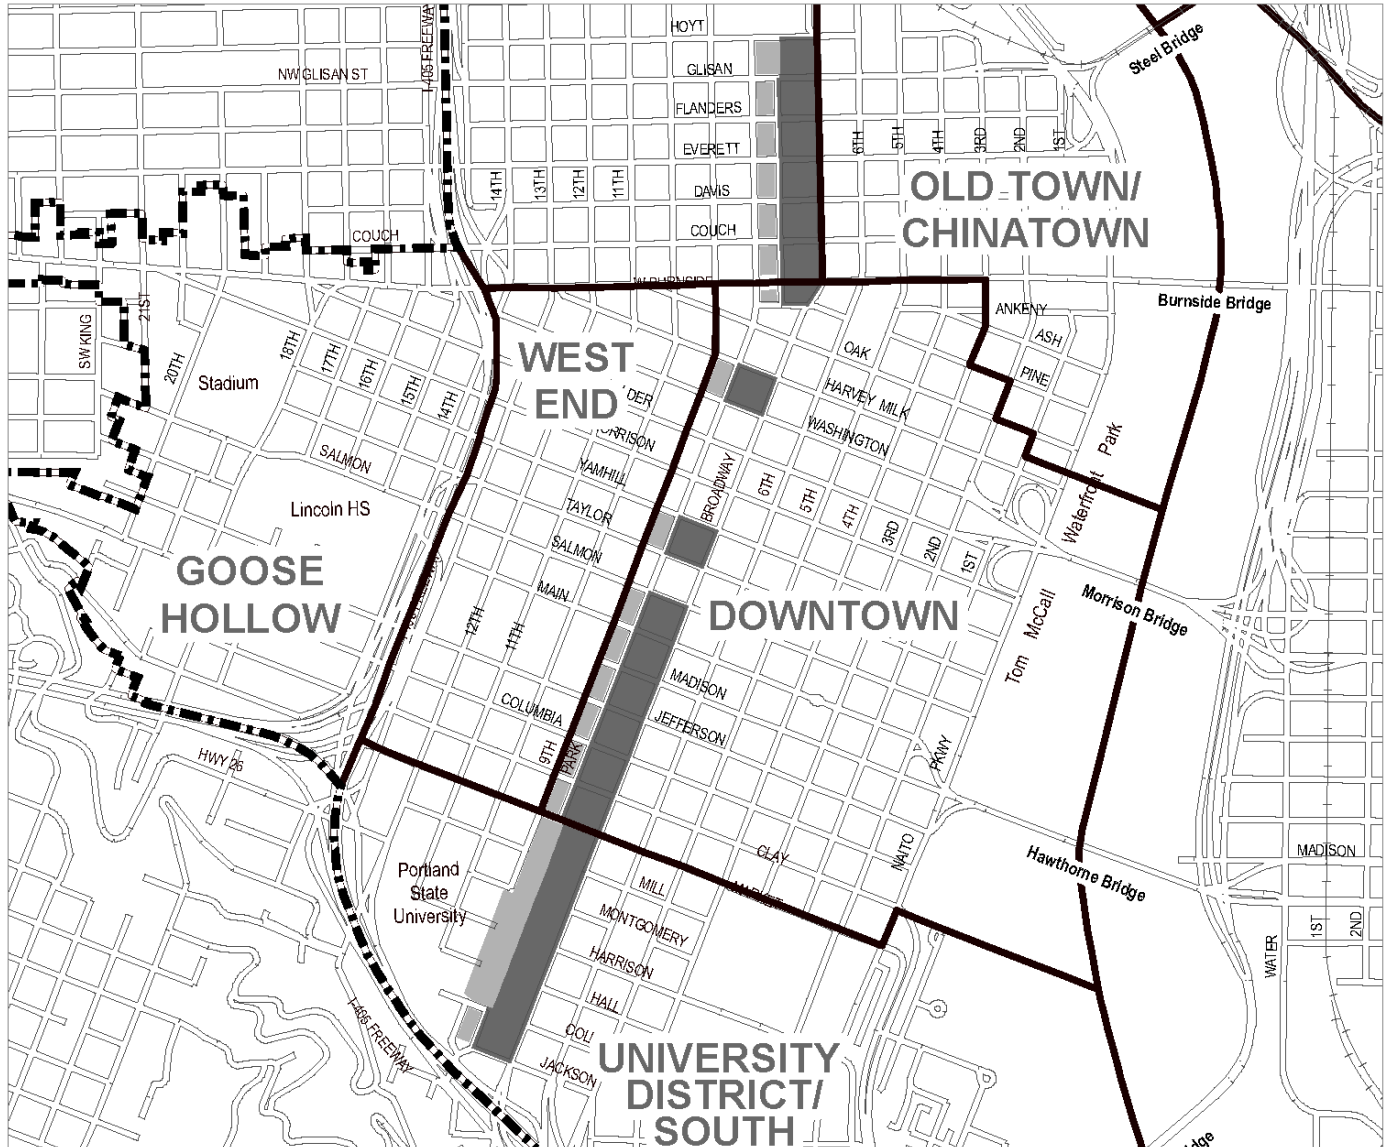 HOYT
I-405 FREEWAY
Steel Bridge
NW GLISAN ST
GLISAN
FLANDERS
EVERETT
DAVIS
COUCH
14TH
13TH
12TH
11TH
6TH
5TH
4TH
3RD
2ND
1ST
OLD TOWN/
CHINATOWN
COUCH
W BURNSIDE
Burnside Bridge
ANKENY
ASH
PINE
OAK
HARVEY MILK
WASHINGTON
SW KING
21ST
20TH
18TH
17TH
16TH
15TH
14TH
Stadium
WEST
END
YAMHILL
TAYLOR
SALMON
MAIN
SALMON
Lincoln HS
BROADWAY
6TH
5TH
4TH
3RD
2ND
1ST
Waterfront Park
Tom McCall
Morrison Bridge
GOOSE
HOLLOW
DOWNTOWN
12TH
11TH
COLUMBIA
9TH
PARK
MADISON
JEFFERSON
HWY 26
PKWY
NAITO
Hawthorne Bridge
MADISON
1ST
2ND
WATER
CLAY
MARKET
MILL
MONTGOMERY
HARRISON
HALL
JACKSON
Portland
State
University
I-405 FREEWAY
UNIVERSITY
DISTRICT/
SOUTH